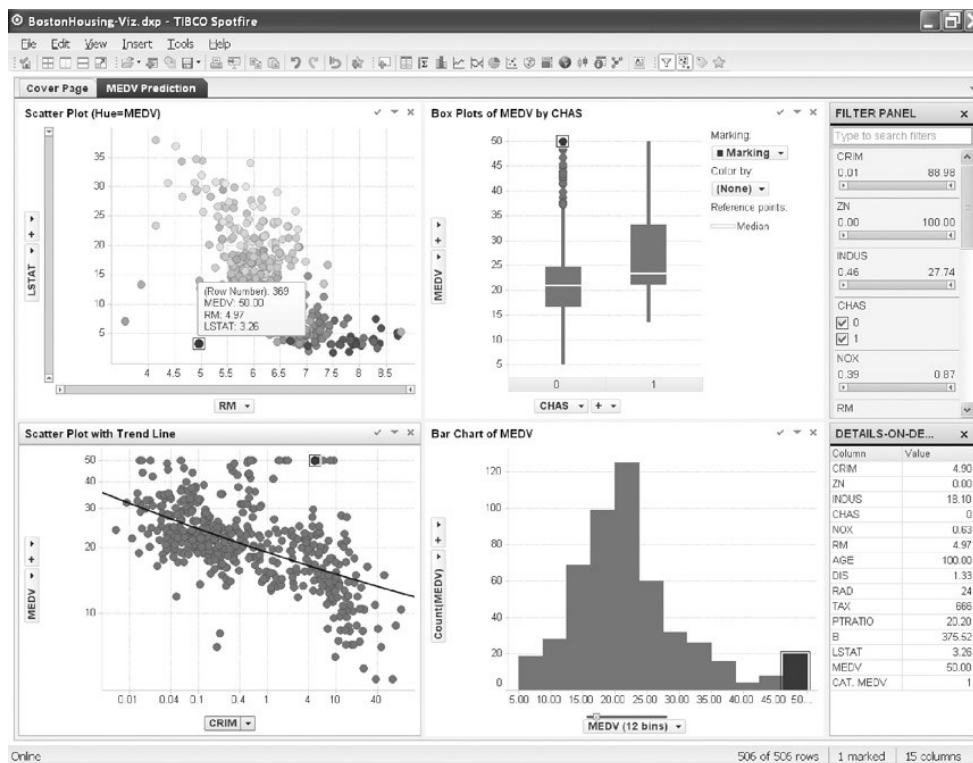 BostonHousing-Viz.dxp - TIBCO Spotfire
File Edit View Insert Tools Help
Cover Page MEDV Prediction
Scatter Plot (Hue=MEDV)
LSTAT
35
30
25
20
15
10
5
(Row Number): 369
MEDV: 50.00
RM: 4.97
LSTAT: 3.26
4 4.5 5 5.5 6 6.5 7 7.5 8 8.5
RM
Box Plots of MEDV by CHAS
MEDV
50
45
40
35
30
25
20
15
10
5
0 1
CHAS +
Marking:
Marking
Color by:
(None)
Reference points:
Median
FILTER PANEL
Type to search filters
CRIM
0.01 88.98
ZN
0.00 100.00
INDUS
0.46 27.74
CHAS
0
1
NOX
0.39 0.87
RM
Scatter Plot with Trend Line
MEDV
50
40
30
20
10
0.01 0.04 0.1 0.4 1 4 10 40
CRIM
Bar Chart of MEDV
Count(MEDV)
120
100
80
60
40
20
0
5.00 10.00 15.00 20.00 25.00 30.00 35.00 40.00 45.00 50...
MEDV (12 bins)
DETAILS-ON-DE...
Column Value
CRIM 4.90
ZN 0.00
INDUS 18.10
CHAS 0
NOX 0.63
RM 4.97
AGE 100.00
DIS 1.33
RAD 24
TAX 666
PTRATIO 20.20
B 375.52
LSTAT 3.26
MEDV 50.00
CAT. MEDV 1
Online 506 of 506 rows 1 marked 15 columns